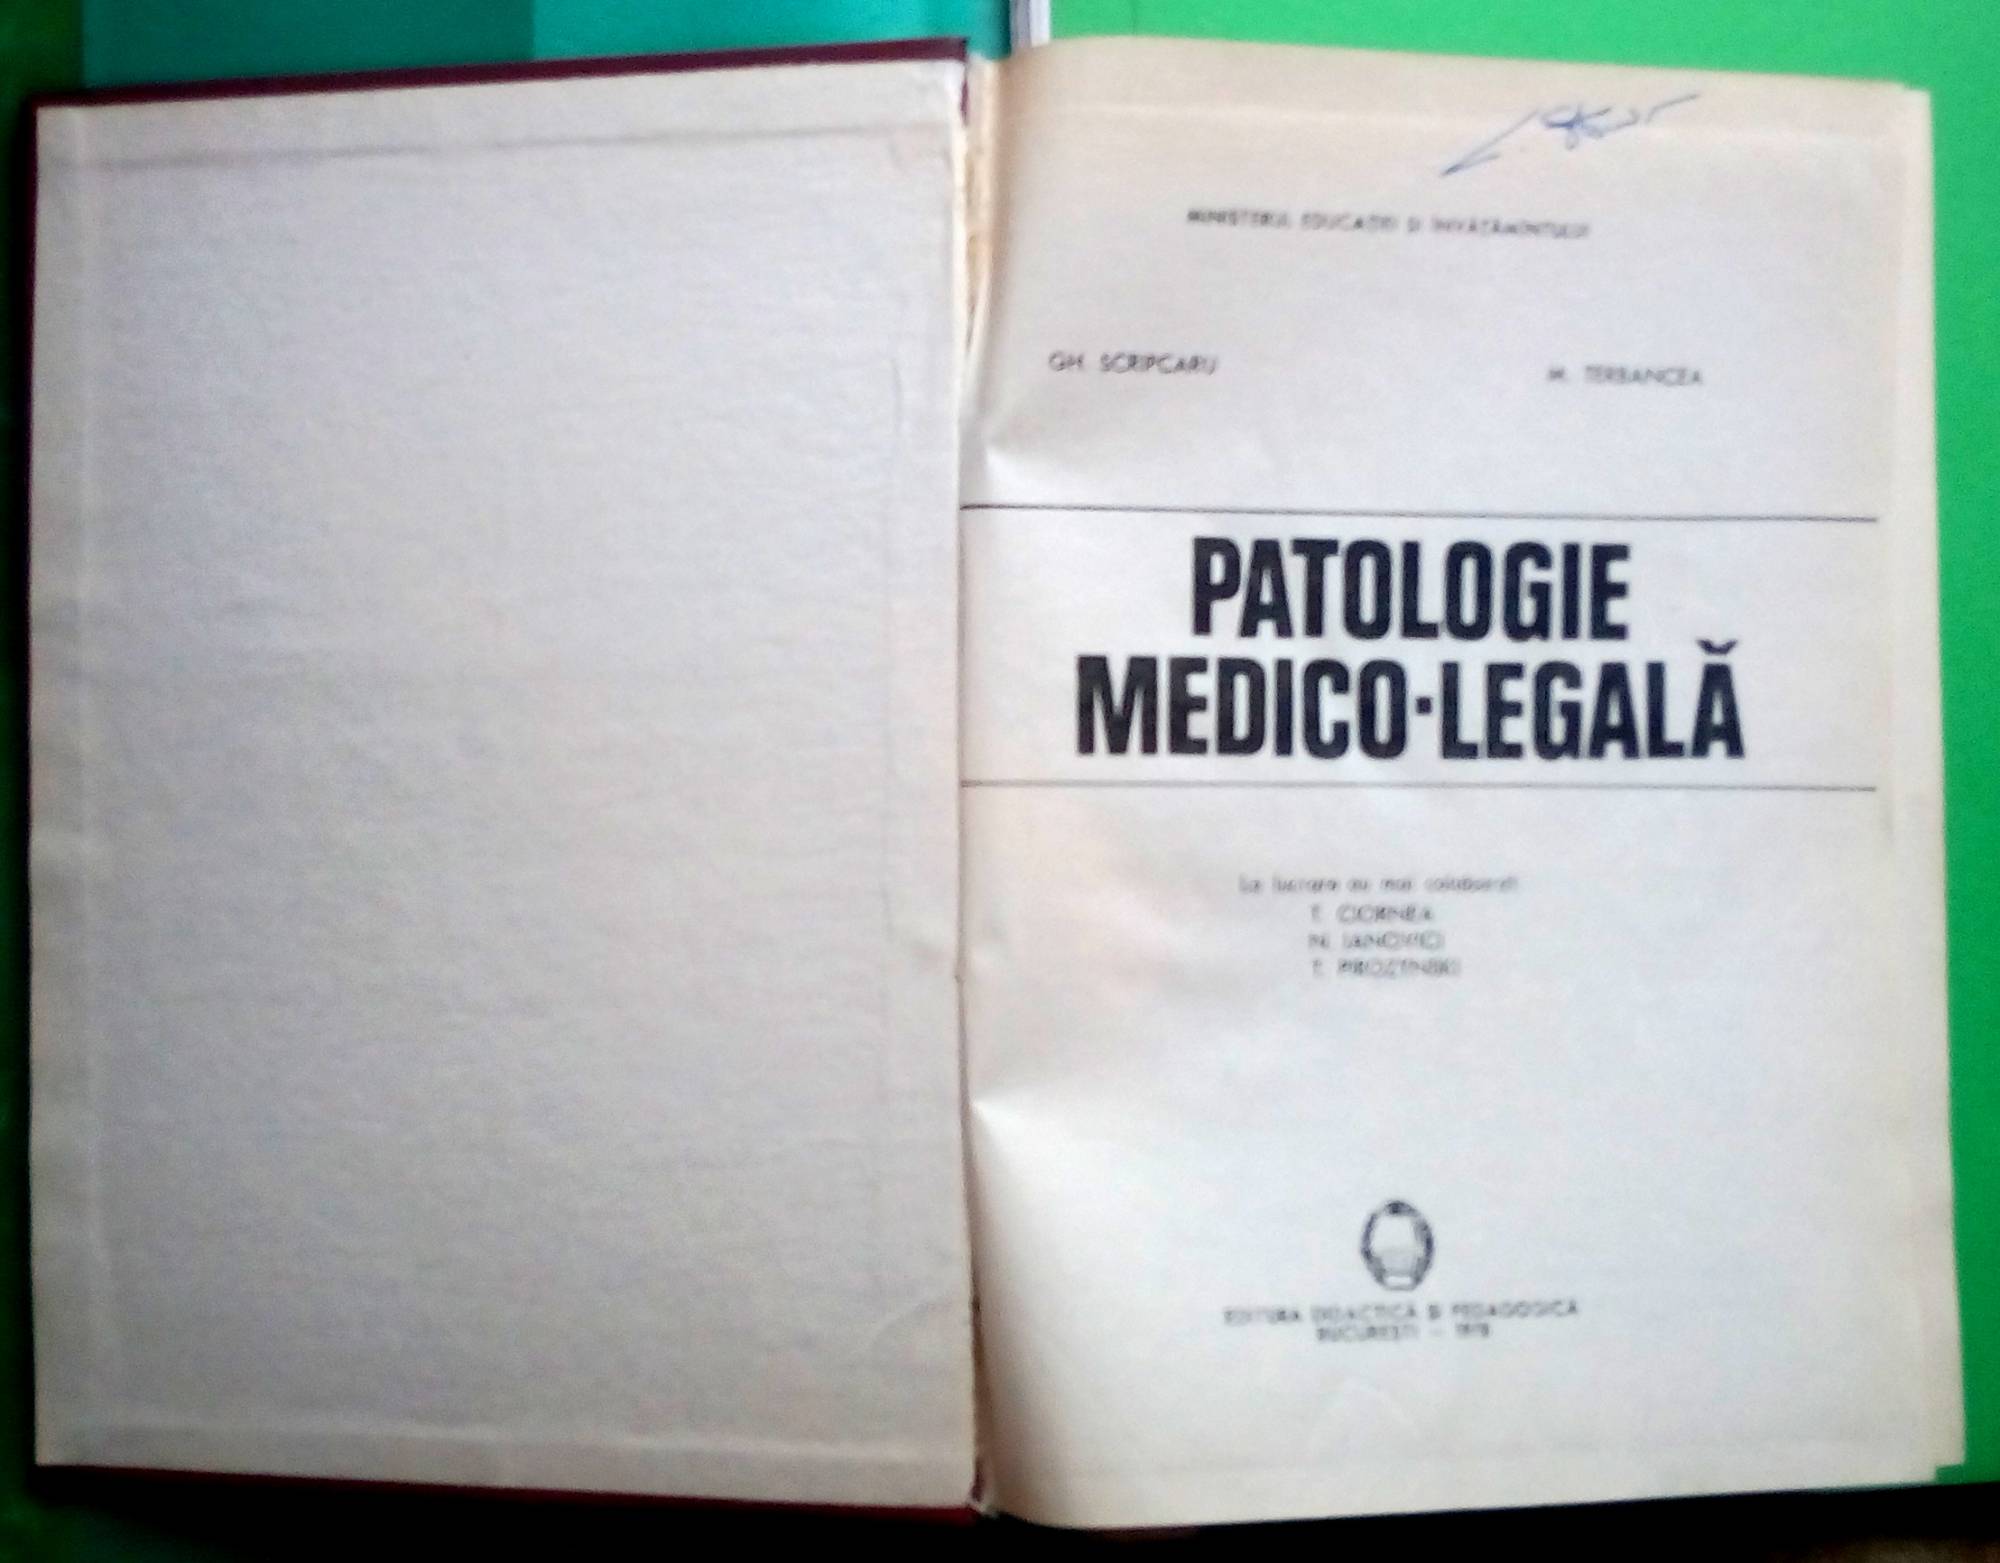 MINISTERUL EDUCAȚIEI ȘI ÎNVĂȚĂMÎNTULUI
GH. SCRIPCARU M. TERBANCEA
PATOLOGIE
MEDICO-LEGALĂ
La lucrare au mai colaborat:
T. CIORNEA
N. IANOVICI
EDITURA DIDACTICĂ ȘI PEDAGOGICĂ
BUCUREȘTI – 1978